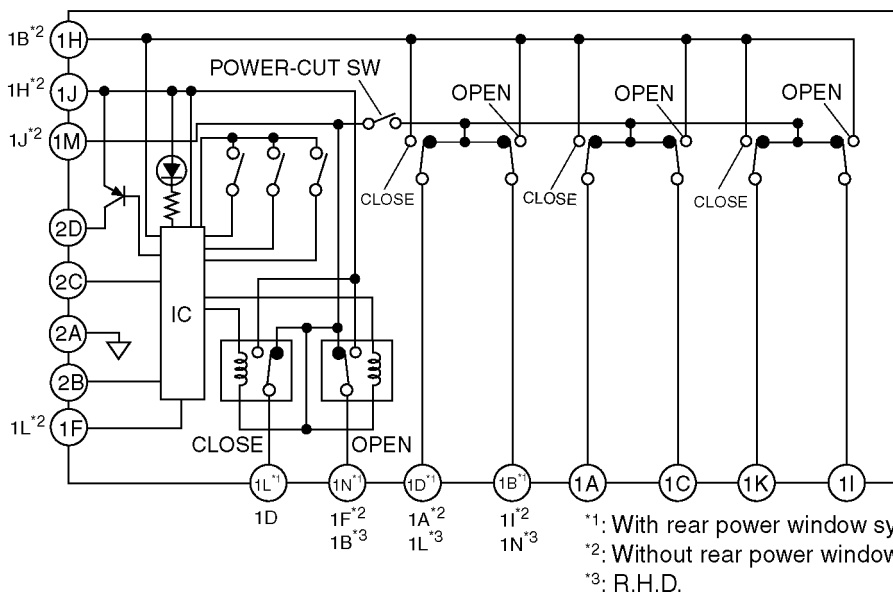 1B*2 1H
1H*2 1J
1J*2 1M
2D
2C
2A
2B
1L*2 1F
POWER-CUT SW
OPEN
OPEN
OPEN
CLOSE
CLOSE
CLOSE
IC
CLOSE
OPEN
1L*1 1N*1 1D*1 1B*1 1A 1C 1K 1I
1D 1F*2 1A*2 1I*2
1B*3 1L*3 1N*3
*1: With rear power window sy
*2: Without rear power window
*3: R.H.D.